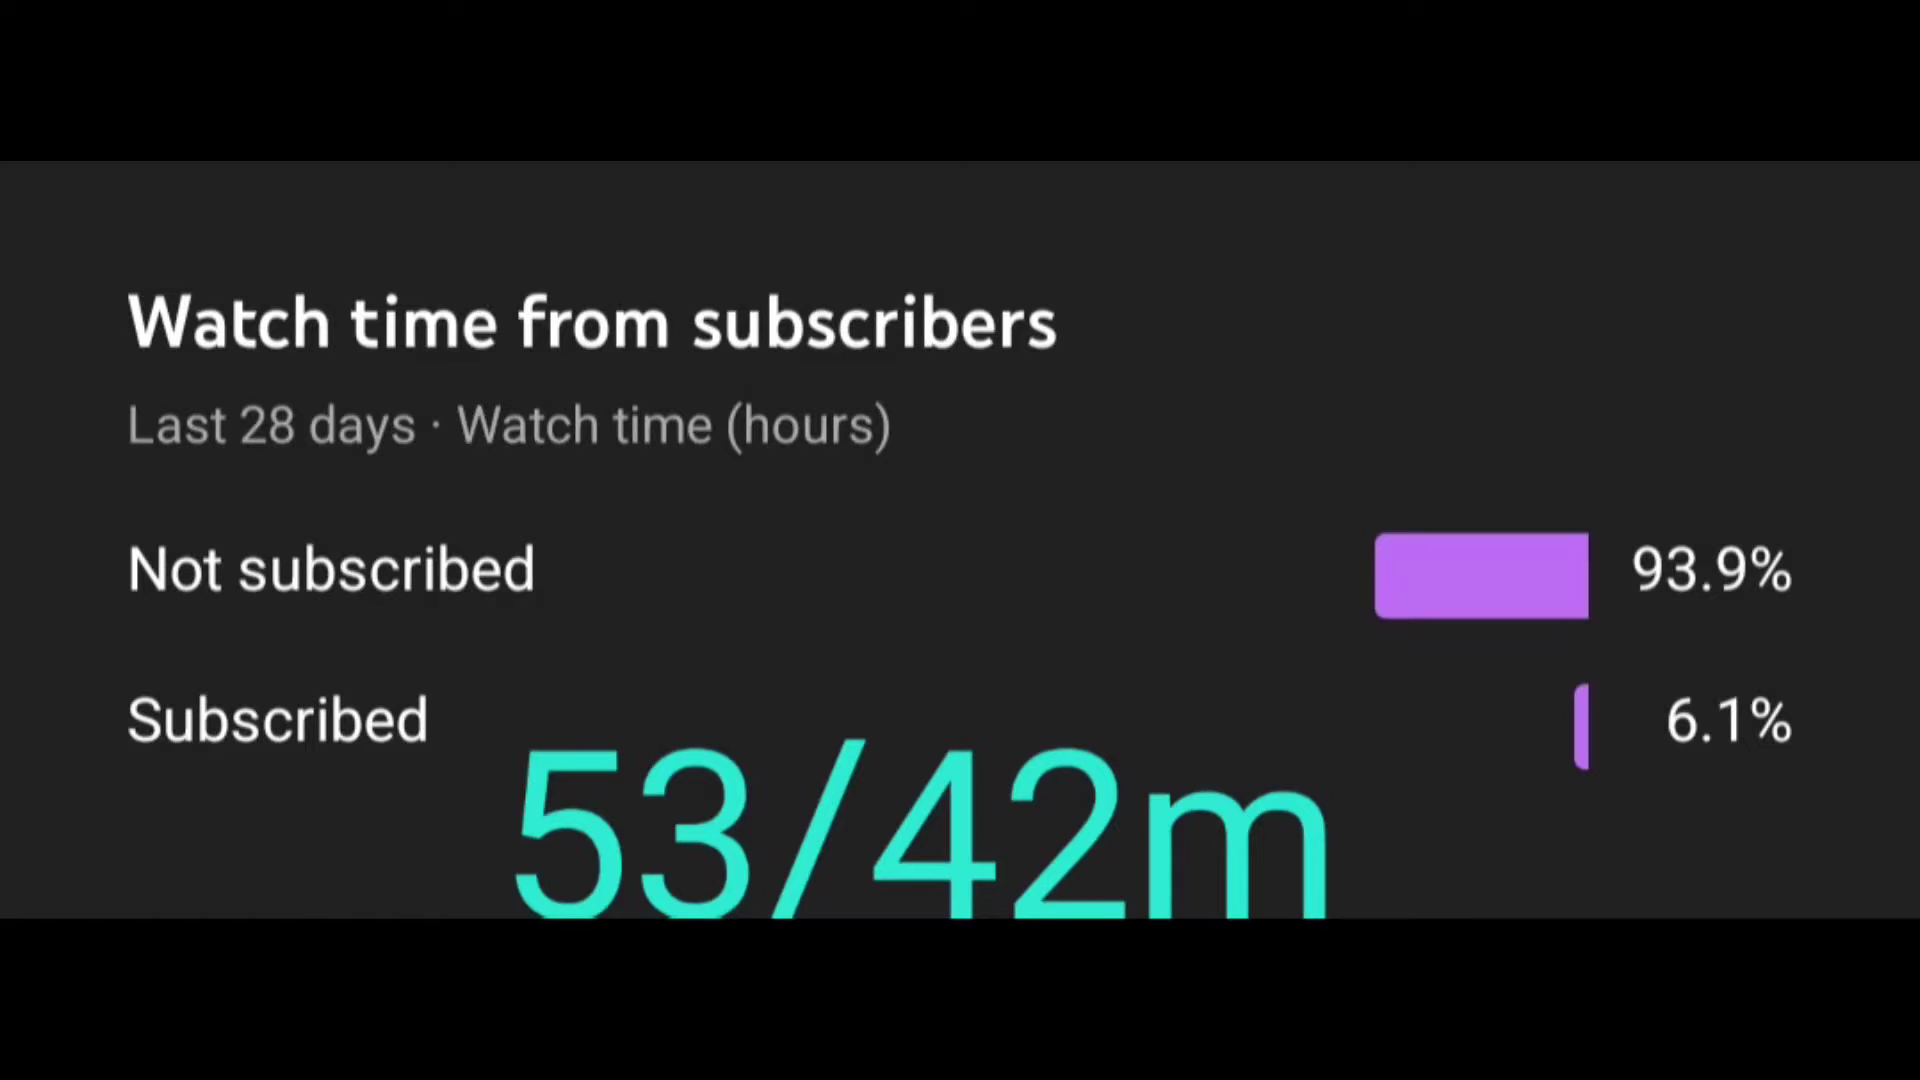 Watch time from subscribers
Last 28 days · Watch time (hours)
Not subscribed 93.9%
Subscribed 6.1%
53/42m